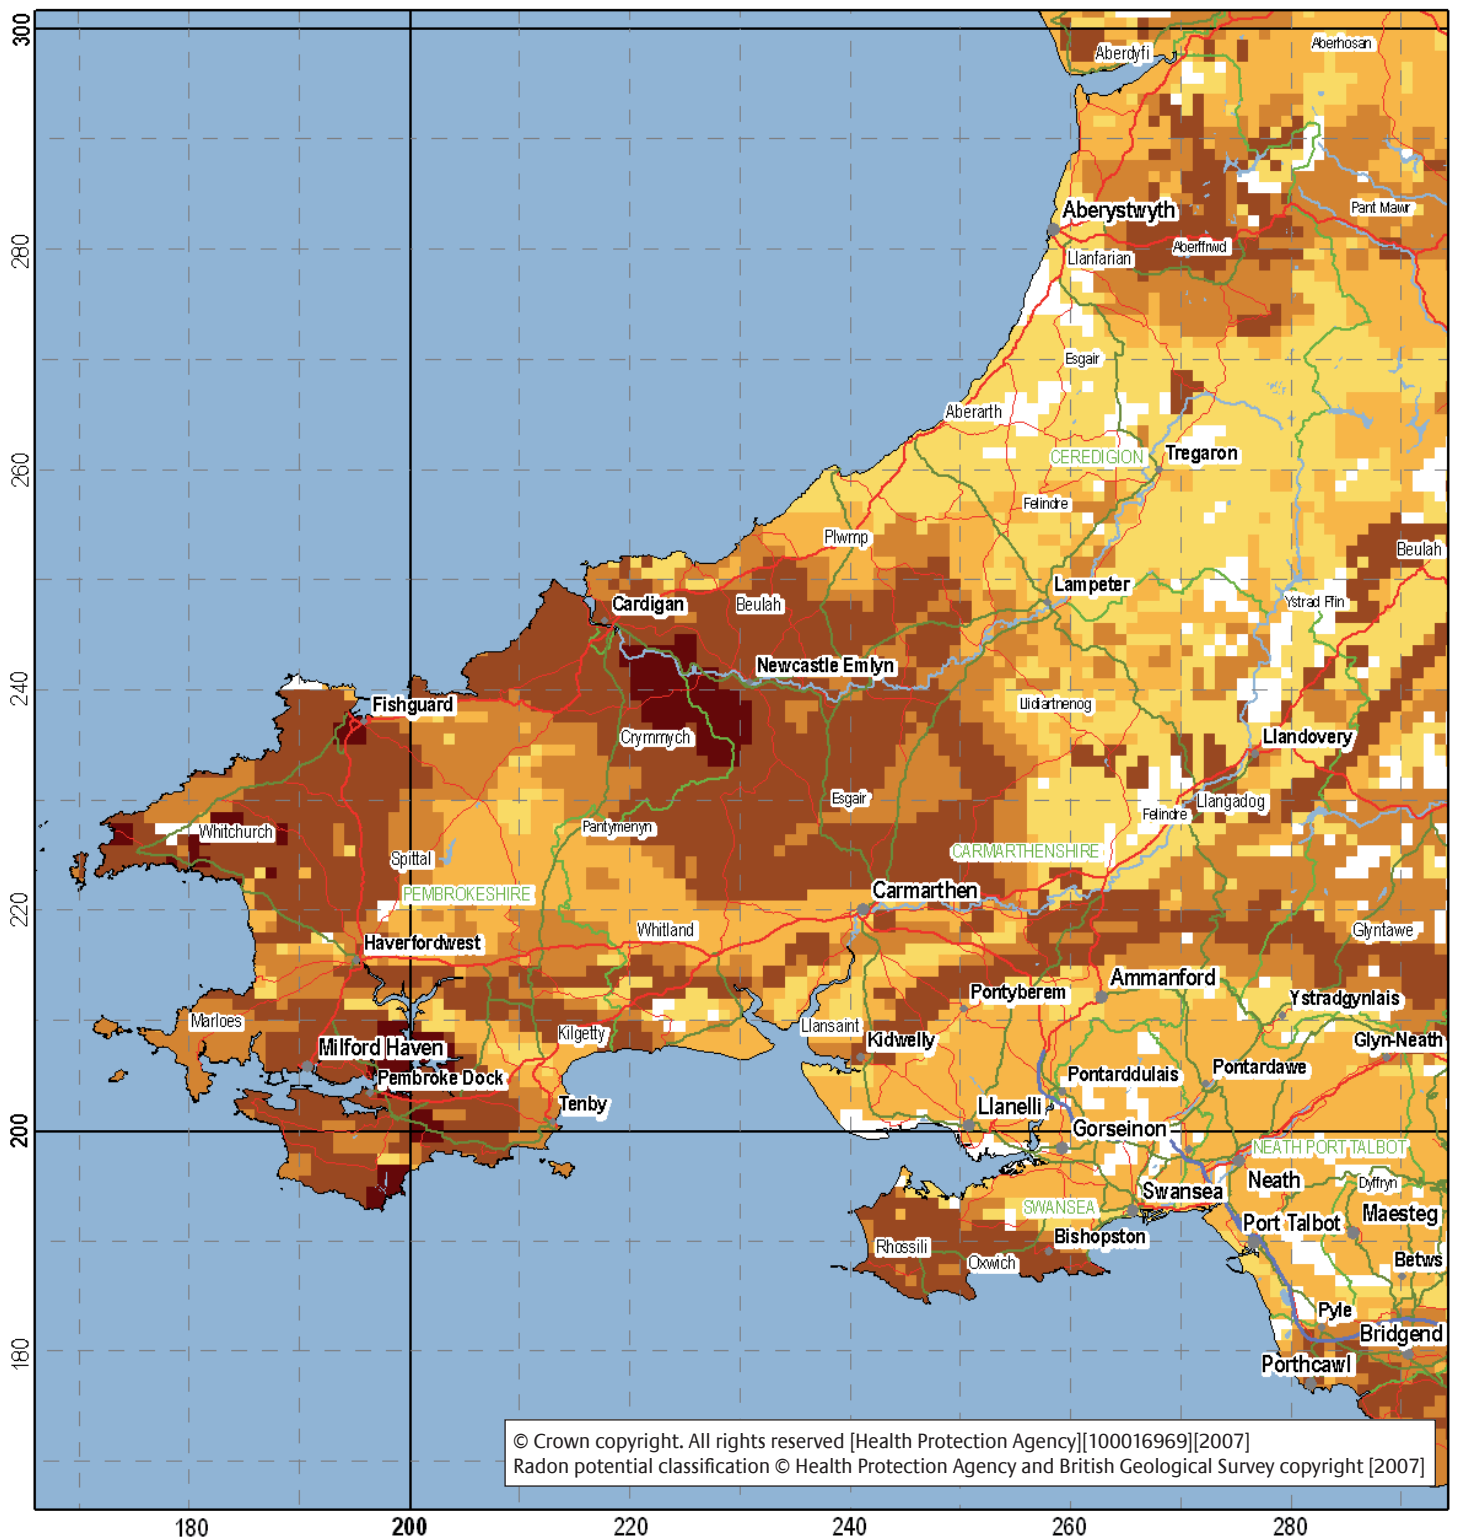 300
Aberdyfi
Aberhosan
Aberystwyth
Pant Mawr
280
Aberffrwd
Llanfarian
Esgair
Aberarth
260
CEREDIGION
Tregaron
Felindre
Plwmp
Beulah
Lampeter
Cardigan
Beulah
Ystrad Ffin
Newcastle Emlyn
240
Fishguard
Llidiartnenog
Crymmych
Llandovery
Esgair
Llangadog
Felindre
Whitchurch
Pantymenyn
Spittal
CARMARTHENSHIRE
PEMBROKESHIRE
Carmarthen
220
Whitland
Glyntawe
Haverfordwest
Ammanford
Pontyberem
Ystradgynlais
Marloes
Llansaint
Kilgetty
Kidwelly
Glyn-Neath
Milford Haven
Pembroke Dock
Pontarddulais
Pontardawe
Tenby
Llanelli
200
Gorseinon
NEATH PORT TALBOT
Neath
Dyffryn
Swansea
SWANSEA
Maesteg
Port Talbot
Bishopston
Rhossili
Oxwich
Betws
Pyle
Bridgend
180
Porthcawl
© Crown copyright. All rights reserved [Health Protection Agency][100016969][2007]
Radon potential classification © Health Protection Agency and British Geological Survey copyright [2007]
180 200 220 240 260 280